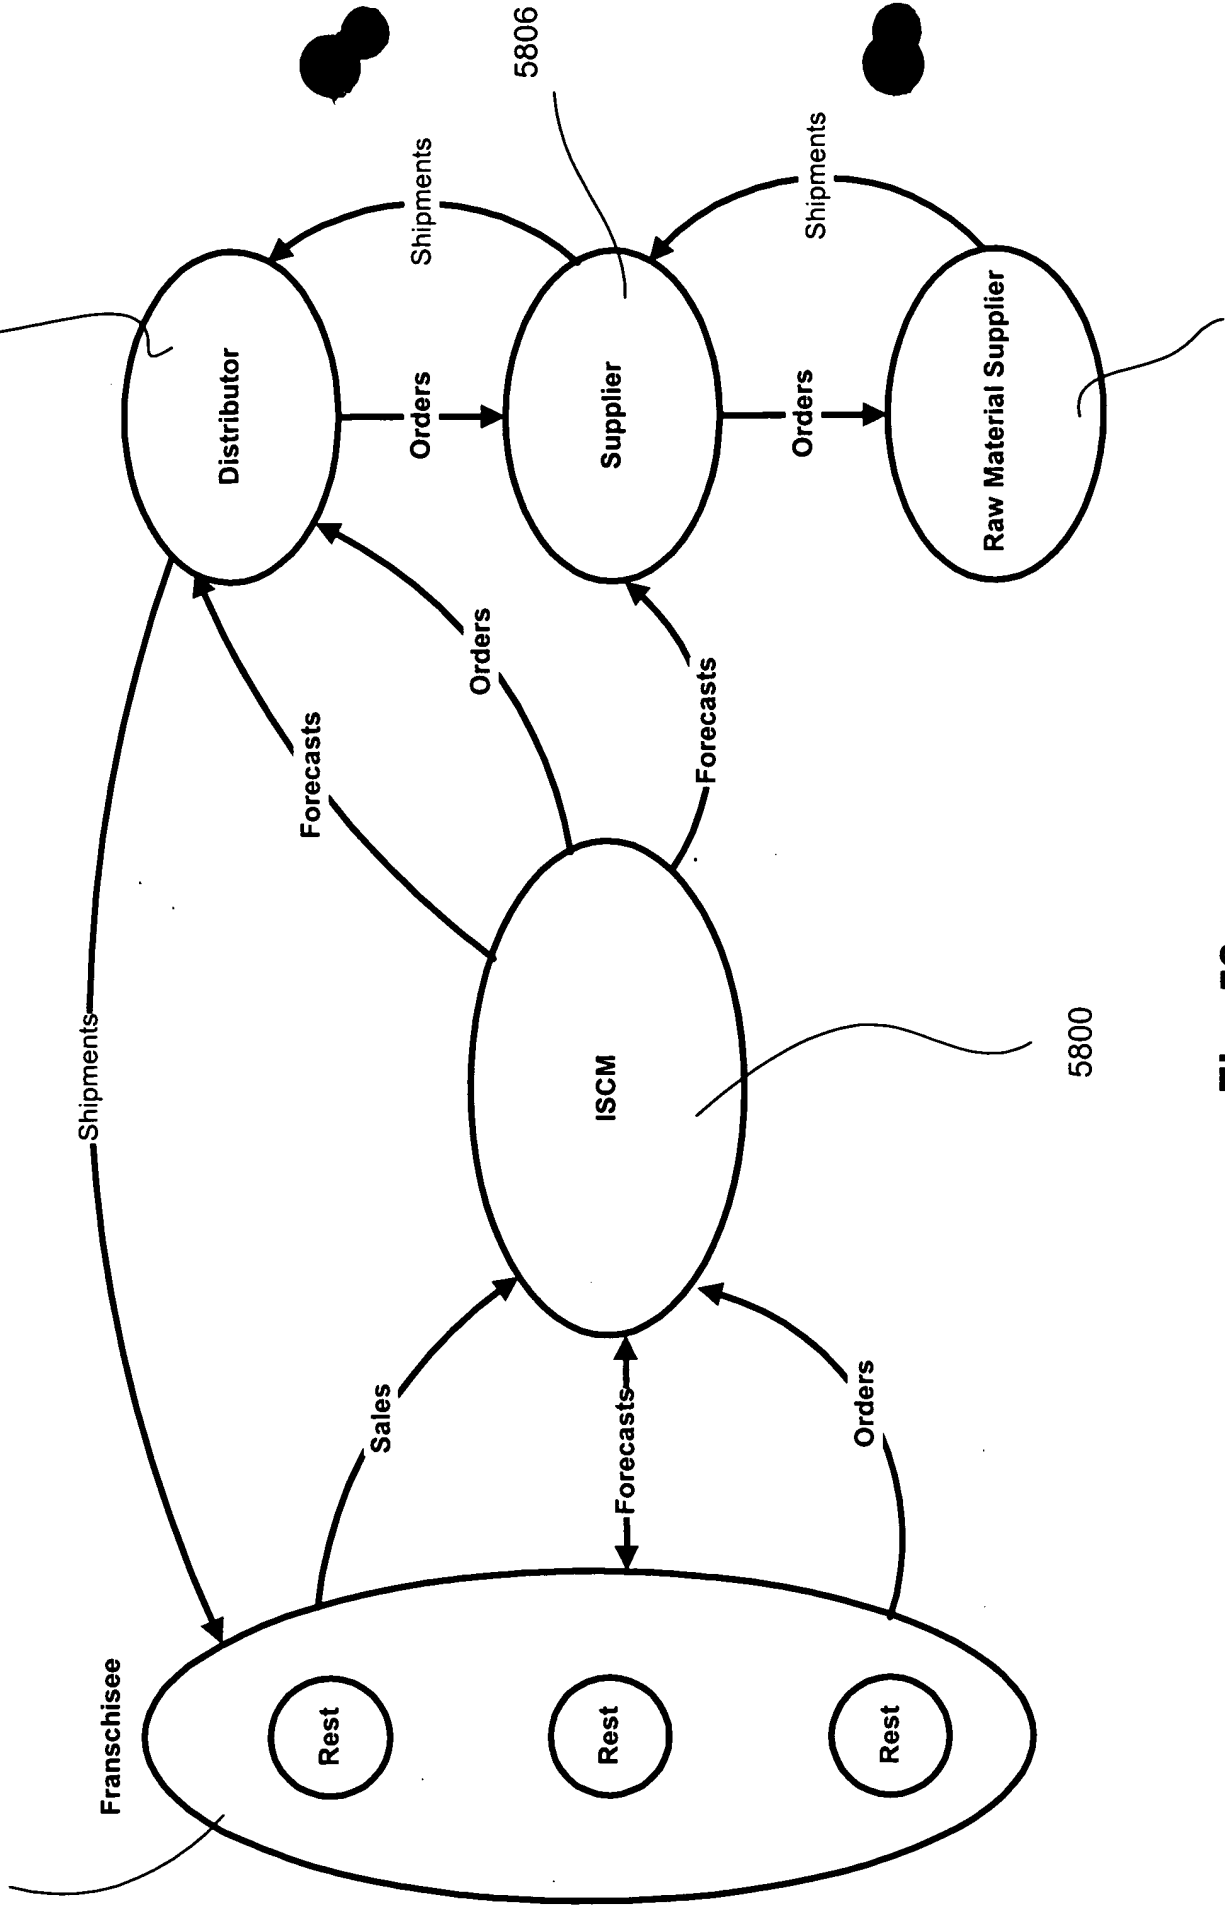 Franschisee
Rest
Rest
Rest
Shipments
Sales
Forecasts
Orders
ISCM
5800
Forecasts
Orders
Forecasts
Distributor
Orders
Shipments
Supplier
5806
Orders
Shipments
Raw Material Supplier